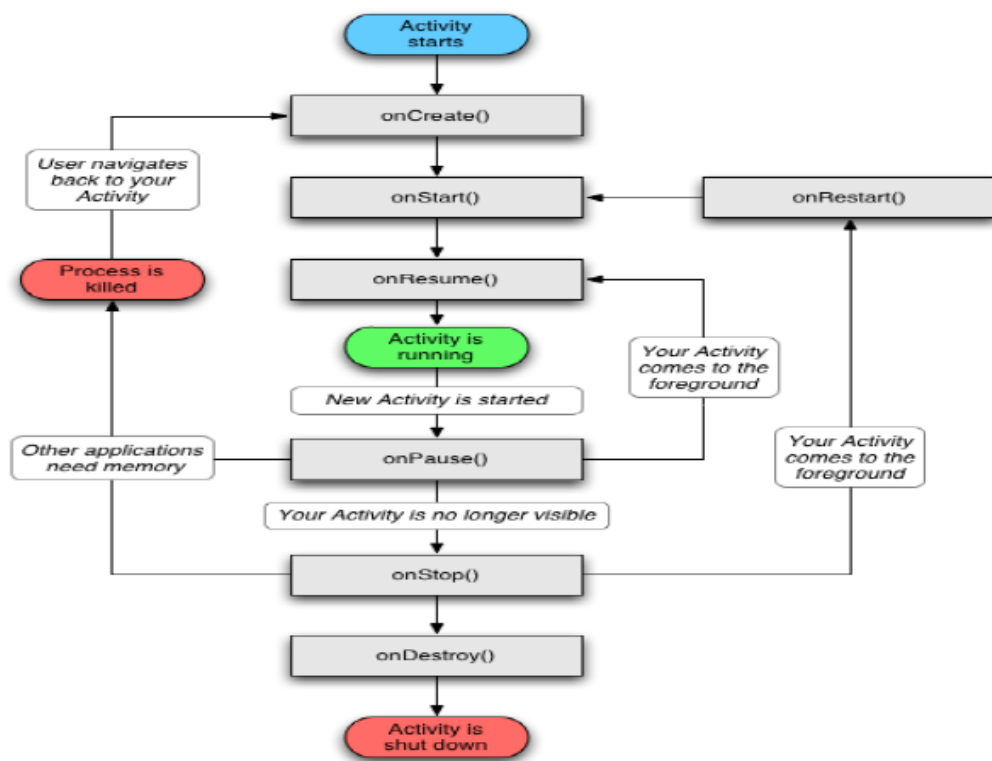 Activity
starts
onCreate()
User navigates
back to your
Activity
onStart()
onRestart()
Process is
killed
onResume()
Activity is
running
Your Activity
comes to the
foreground
New Activity is started
Other applications
need memory
onPause()
Your Activity
comes to the
foreground
Your Activity is no longer visible
onStop()
onDestroy()
Activity is
shut down